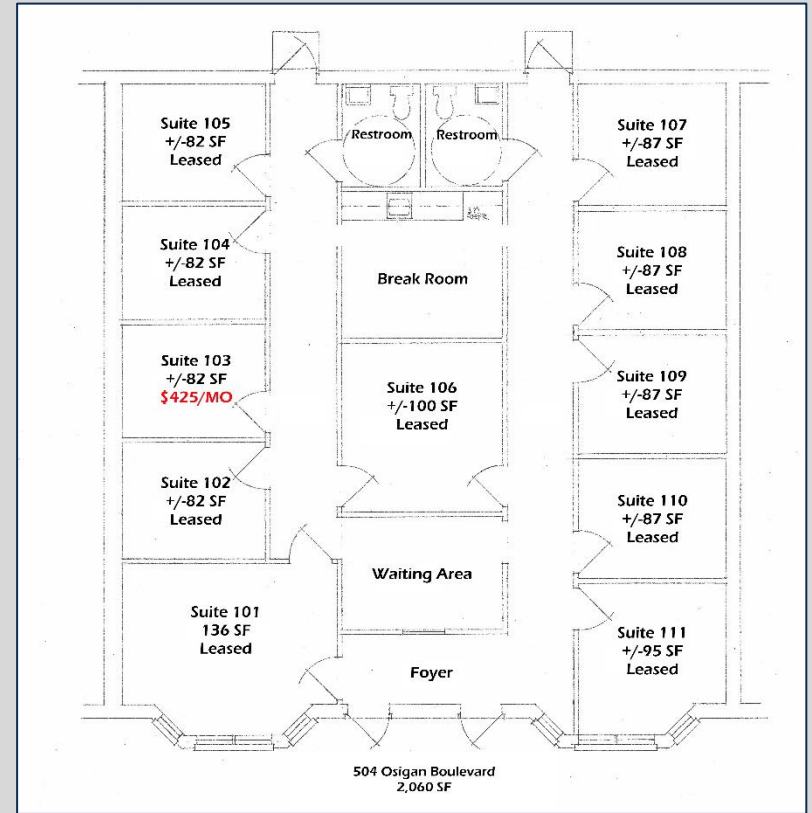 Suite 105
+/-82 SF
Leased
Restroom
Restroom
Suite 107
+/-87 SF
Leased
Suite 104
+/-82 SF
Leased
Break Room
Suite 108
+/-87 SF
Leased
Suite 103
+/-82 SF
$425/MO
Suite 106
+/-100 SF
Leased
Suite 109
+/-87 SF
Leased
Suite 102
+/-82 SF
Leased
Suite 110
+/-87 SF
Leased
Waiting Area
Suite 101
136 SF
Leased
Suite 111
+/-95 SF
Leased
Foyer
504 Osigan Boulevard
2,060 SF